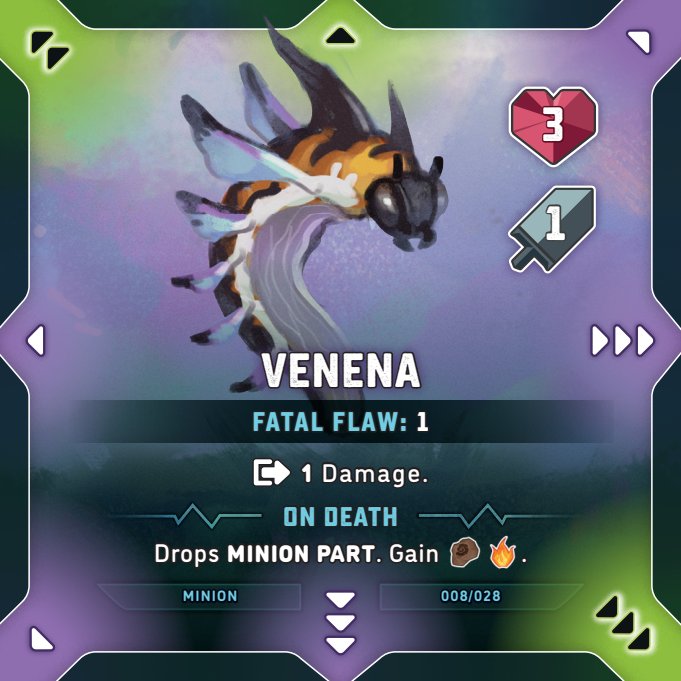 3
1
VENENA
FATAL FLAW: 1
1 Damage.
ON DEATH
Drops MINION PART. Gain .
MINION
008/028